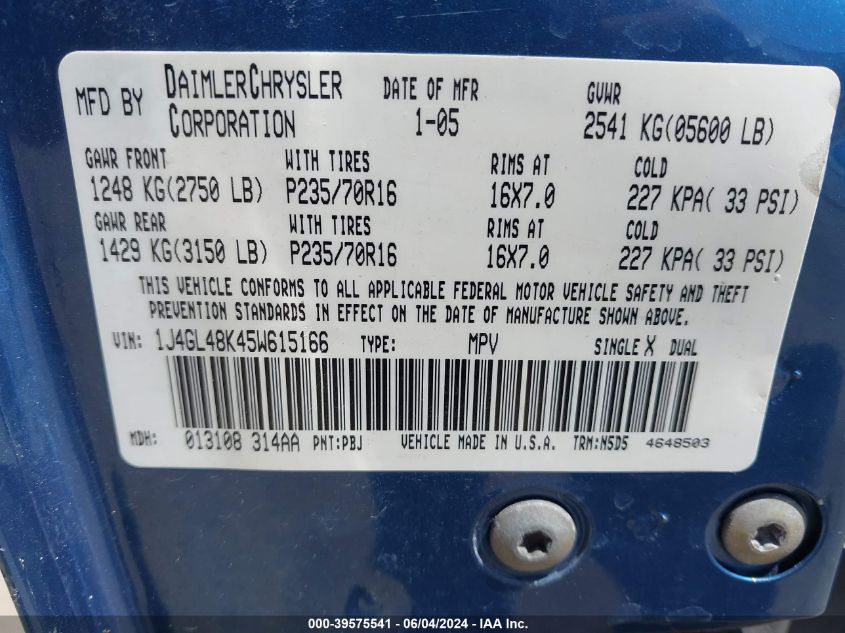 MFD BY DAIMLERCHRYSLER CORPORATION DATE OF MFR 1-05 GVWR 2541 KG(05600 LB)
GAWR FRONT WITH TIRES RIMS AT COLD
1248 KG(2750 LB) P235/70R16 16X7.0 227 KPA( 33 PSI)
GAWR REAR WITH TIRES RIMS AT COLD
1429 KG(3150 LB) P235/70R16 16X7.0 227 KPA( 33 PSI)
THIS VEHICLE CONFORMS TO ALL APPLICABLE FEDERAL MOTOR VEHICLE SAFETY AND THEFT
PREVENTION STANDARDS IN EFFECT ON THE DATE OF MANUFACTURE SHOWN ABOVE.
VIN: 1J4GL48K45W615166 TYPE: MPV SINGLE X DUAL
MDH: 013108 314AA PNT:PBJ VEHICLE MADE IN U.S.A. TRM:N5D5 4648503
000-39575541 / 06/04/2024 / IAA Inc.